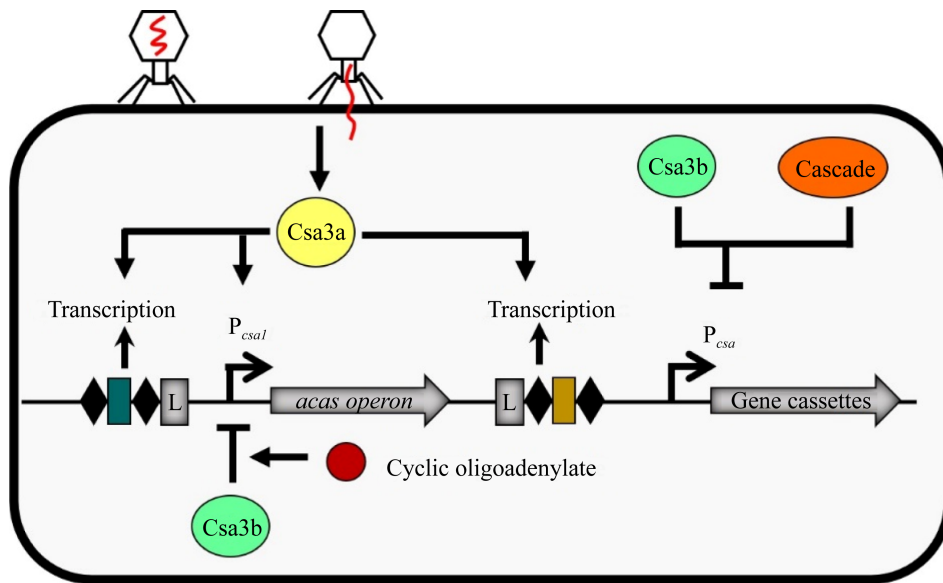 Csa3b
Cascade
Csa3a
Transcription
Transcription
Pcsa1
Pcsa
L
acas operon
L
Gene cassettes
Cyclic oligoadenylate
Csa3b